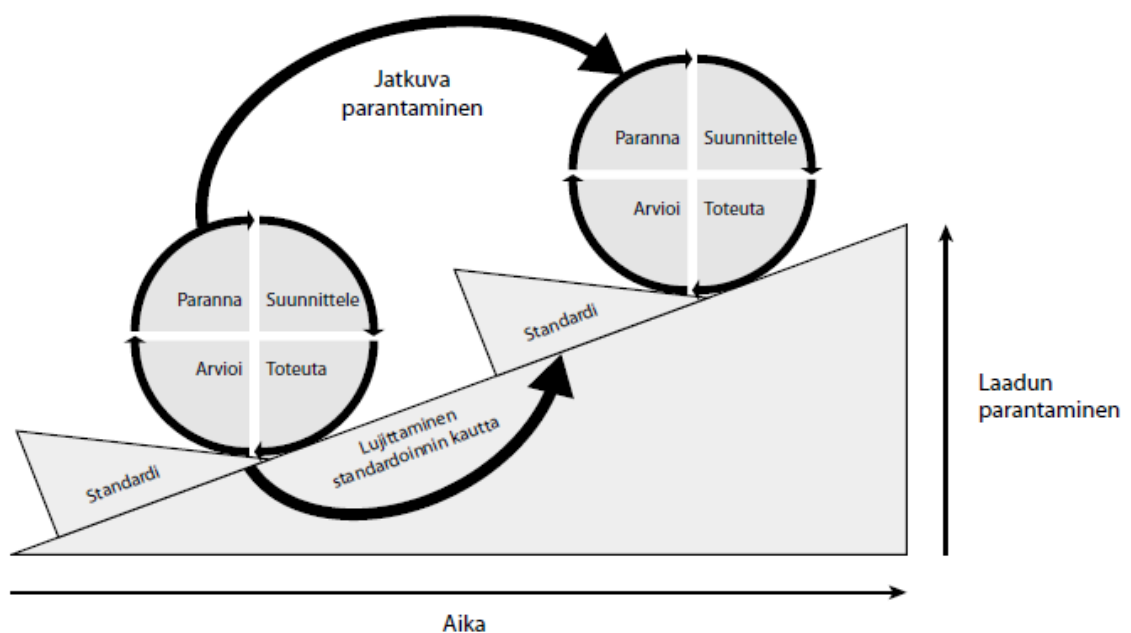 Jatkuva
parantaminen
Paranna
Suunnittele
Arvioi
Toteuta
Paranna
Suunnittele
Arvioi
Toteuta
Standardi
Standardi
Lujittaminen
standardoinnin kautta
Laadun
parantaminen
Aika